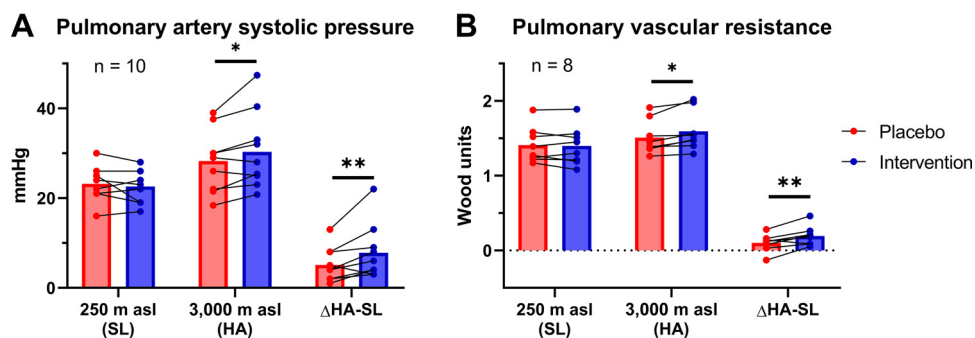 A Pulmonary artery systolic pressure
n = 10
*
**
mmHg
40
20
0
250 m asl
(SL)
3,000 m asl
(HA)
ΔHA-SL
B Pulmonary vascular resistance
n = 8
*
**
Wood units
2
1
0
250 m asl
(SL)
3,000 m asl
(HA)
ΔHA-SL
Placebo
Intervention